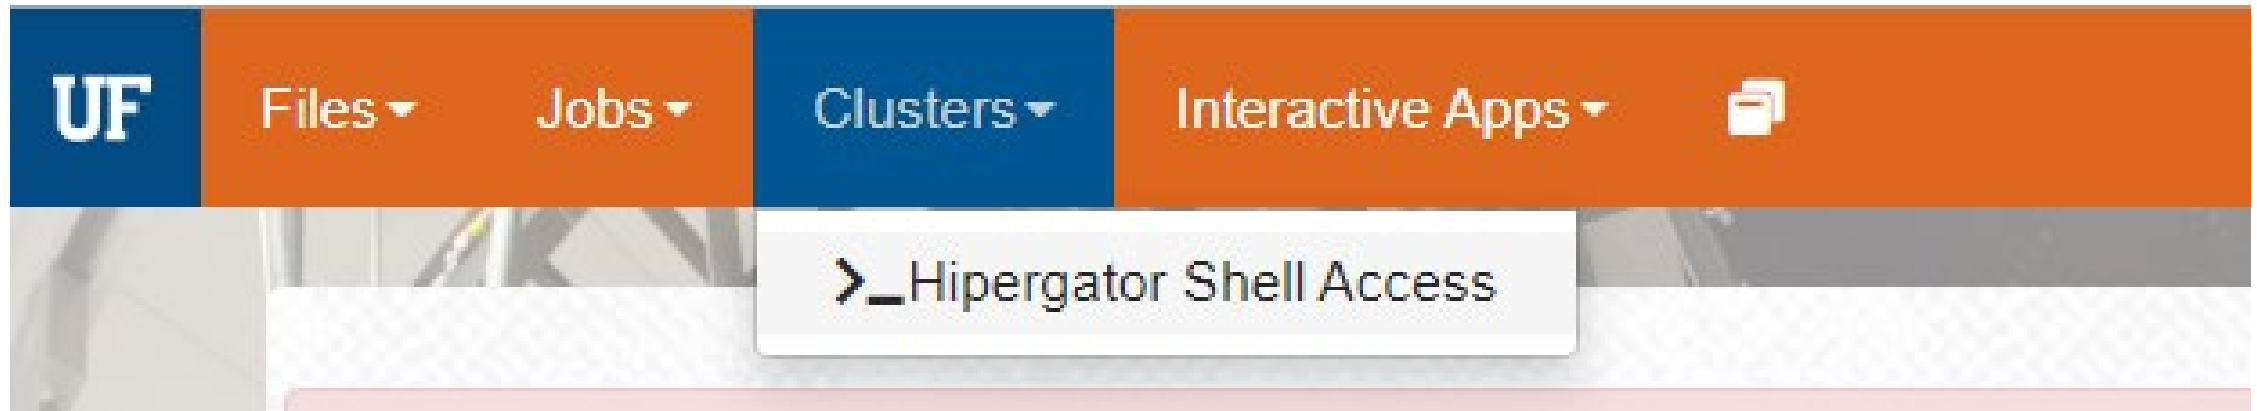 UF Files Jobs Clusters Interactive Apps
>_Hipergator Shell Access